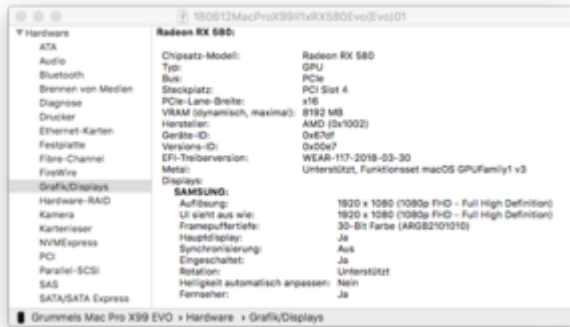 180612MacProX99II1xRX580Evo(Evo)01
Hardware
ATA
Audio
Bluetooth
Brennen von Medien
Diagnose
Drucker
Ethernet-Karten
Festplatte
Fibre-Channel
FireWire
Grafik/Displays
Hardware-RAID
Kamera
Kartenleser
NVMExpress
PCI
Parallel-SCSI
SAS
SATA/SATA Express
Radeon RX 580:
Chipsatz-Modell: Radeon RX 580
Typ: GPU
Bus: PCIe
Steckplatz: PCI Slot 4
PCIe-Lane-Breite: x16
VRAM (dynamisch, maximal): 8192 MB
Hersteller: AMD (0x1002)
Geräte-ID: 0x67df
Versions-ID: 0x00e7
EFI-Treiberversion: WEAR-117-2018-03-30
Metal: Unterstützt, Funktionsset macOS GPUFamily1 v3
Displays:
SAMSUNG:
Auflösung: 1920 x 1080 (1080p FHD - Full High Definition)
UI sieht aus wie: 1920 x 1080 (1080p FHD - Full High Definition)
Framepuffertiefe: 30-Bit Farbe (ARGB2101010)
Hauptdisplay: Ja
Synchronisierung: Aus
Eingeschaltet: Ja
Rotation: Unterstützt
Helligkeit automatisch anpassen: Nein
Fernseher: Ja
Grummels Mac Pro X99 EVO › Hardware › Grafik/Displays